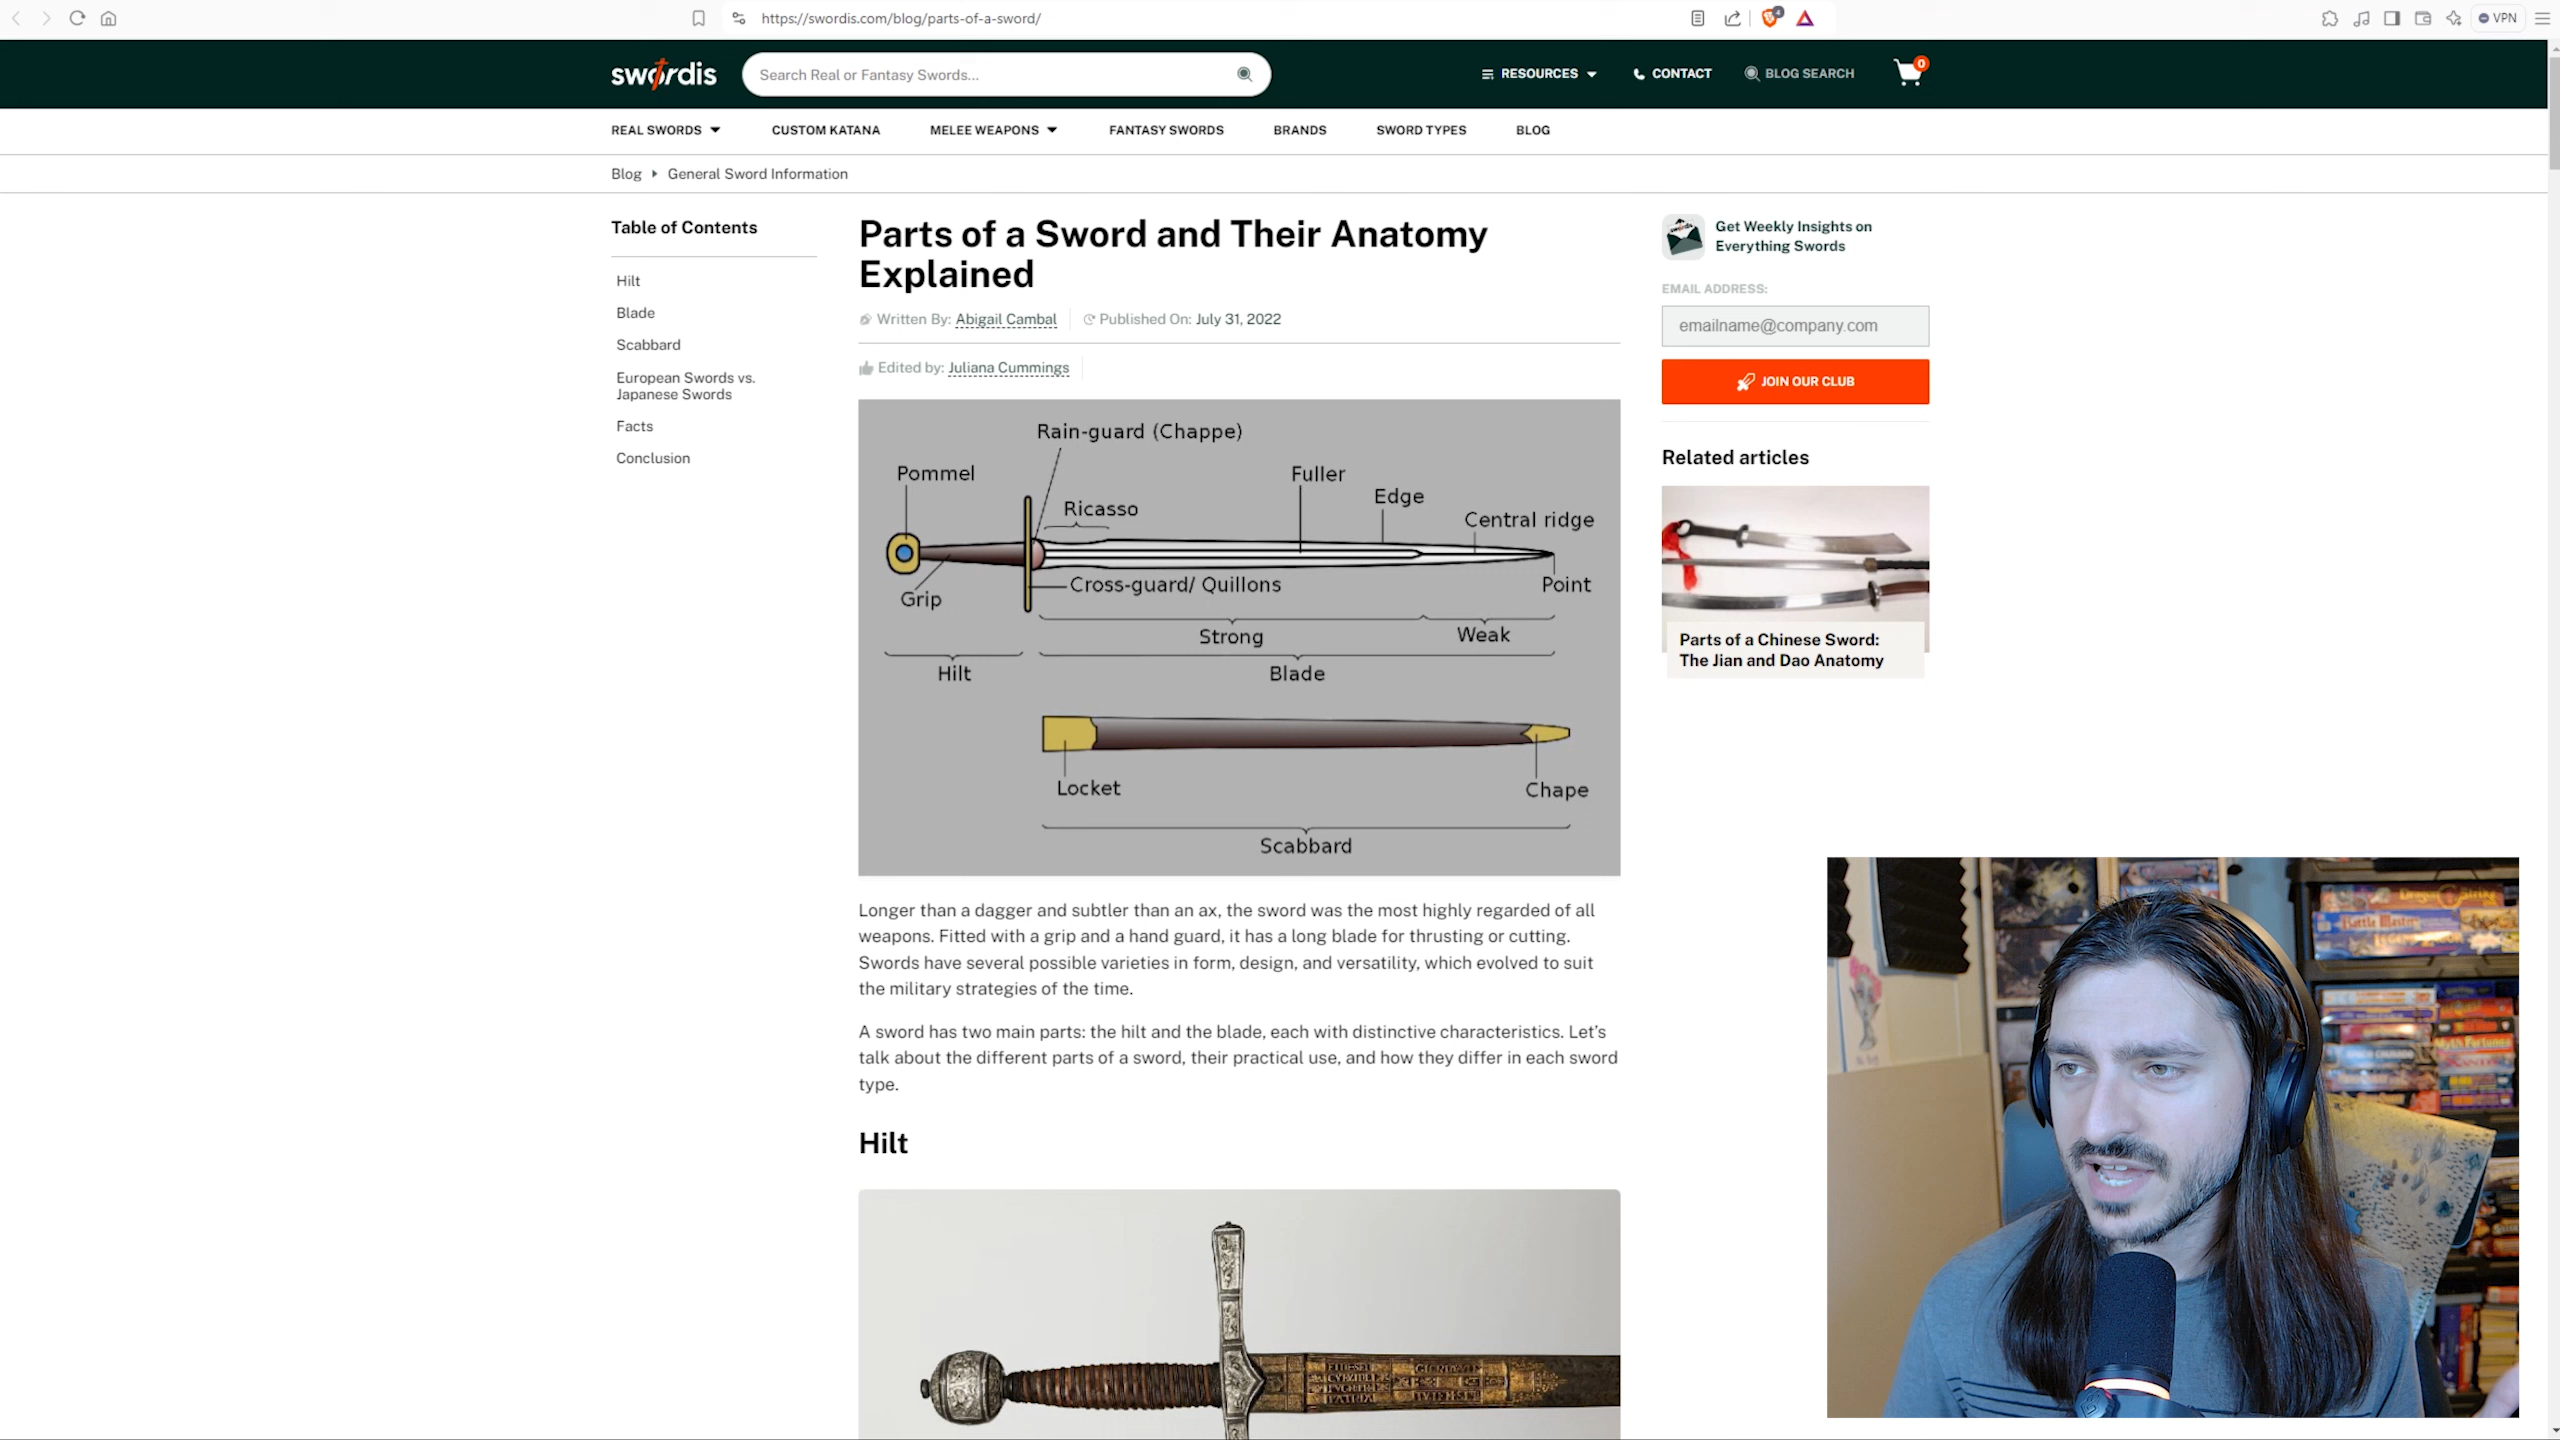 https://swordis.com/blog/parts-of-a-sword/
4
VPN
swordis
Search Real or Fantasy Swords...
RESOURCES
CONTACT
BLOG SEARCH
0
REAL SWORDS
CUSTOM KATANA
MELEE WEAPONS
FANTASY SWORDS
BRANDS
SWORD TYPES
BLOG
Blog
General Sword Information
Table of Contents
Hilt
Blade
Scabbard
European Swords vs.
Japanese Swords
Facts
Conclusion
Parts of a Sword and Their Anatomy
Explained
Written By: Abigail Cambal
Published On: July 31, 2022
Edited by: Juliana Cummings
Rain-guard (Chappe)
Pommel
Fuller
Edge
Ricasso
Central ridge
Cross-guard/ Quillons
Point
Grip
Strong
Weak
Hilt
Blade
Locket
Chape
Scabbard
Longer than a dagger and subtler than an ax, the sword was the most highly regarded of all
weapons. Fitted with a grip and a hand guard, it has a long blade for thrusting or cutting.
Swords have several possible varieties in form, design, and versatility, which evolved to suit
the military strategies of the time.
A sword has two main parts: the hilt and the blade, each with distinctive characteristics. Let's
talk about the different parts of a sword, their practical use, and how they differ in each sword
type.
Hilt
Get Weekly Insights on
Everything Swords
EMAIL ADDRESS:
emailname@company.com
JOIN OUR CLUB
Related articles
Parts of a Chinese Sword:
The Jian and Dao Anatomy
Battle Masters